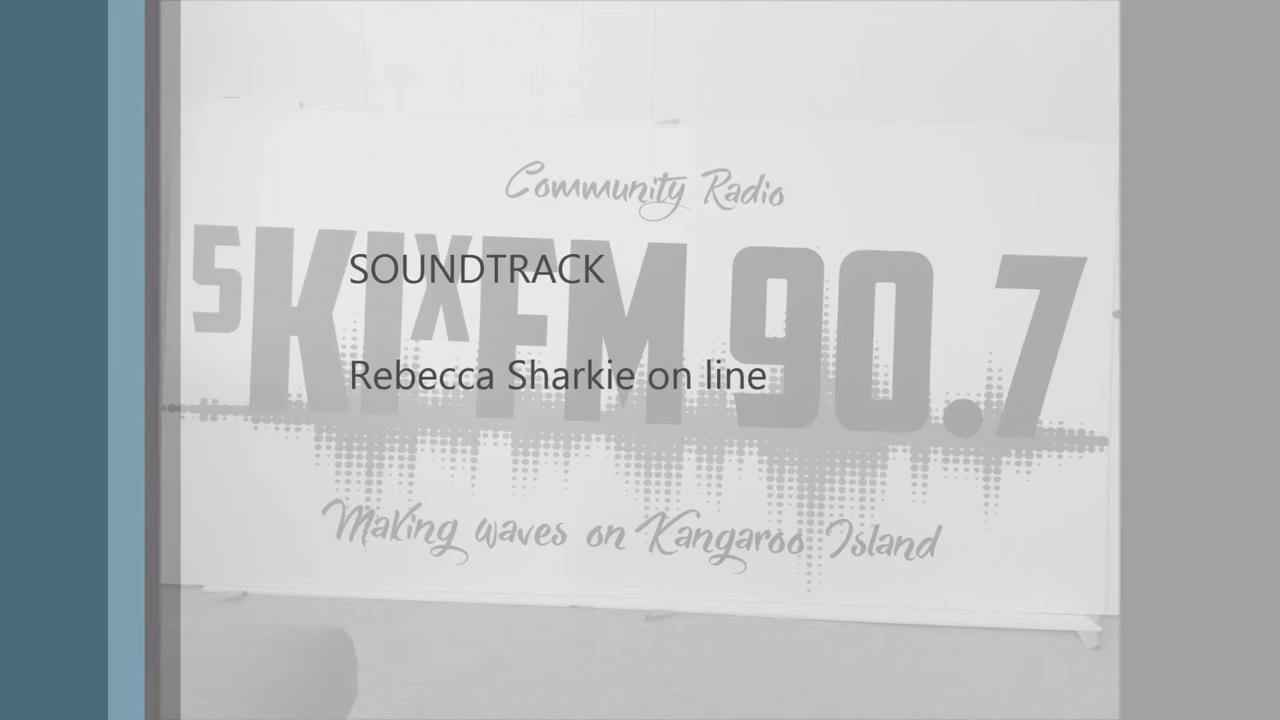 Community Radio
5KIxFM 90.7
SOUNDTRACK
Rebecca Sharkie on line
Making waves on Kangaroo Island